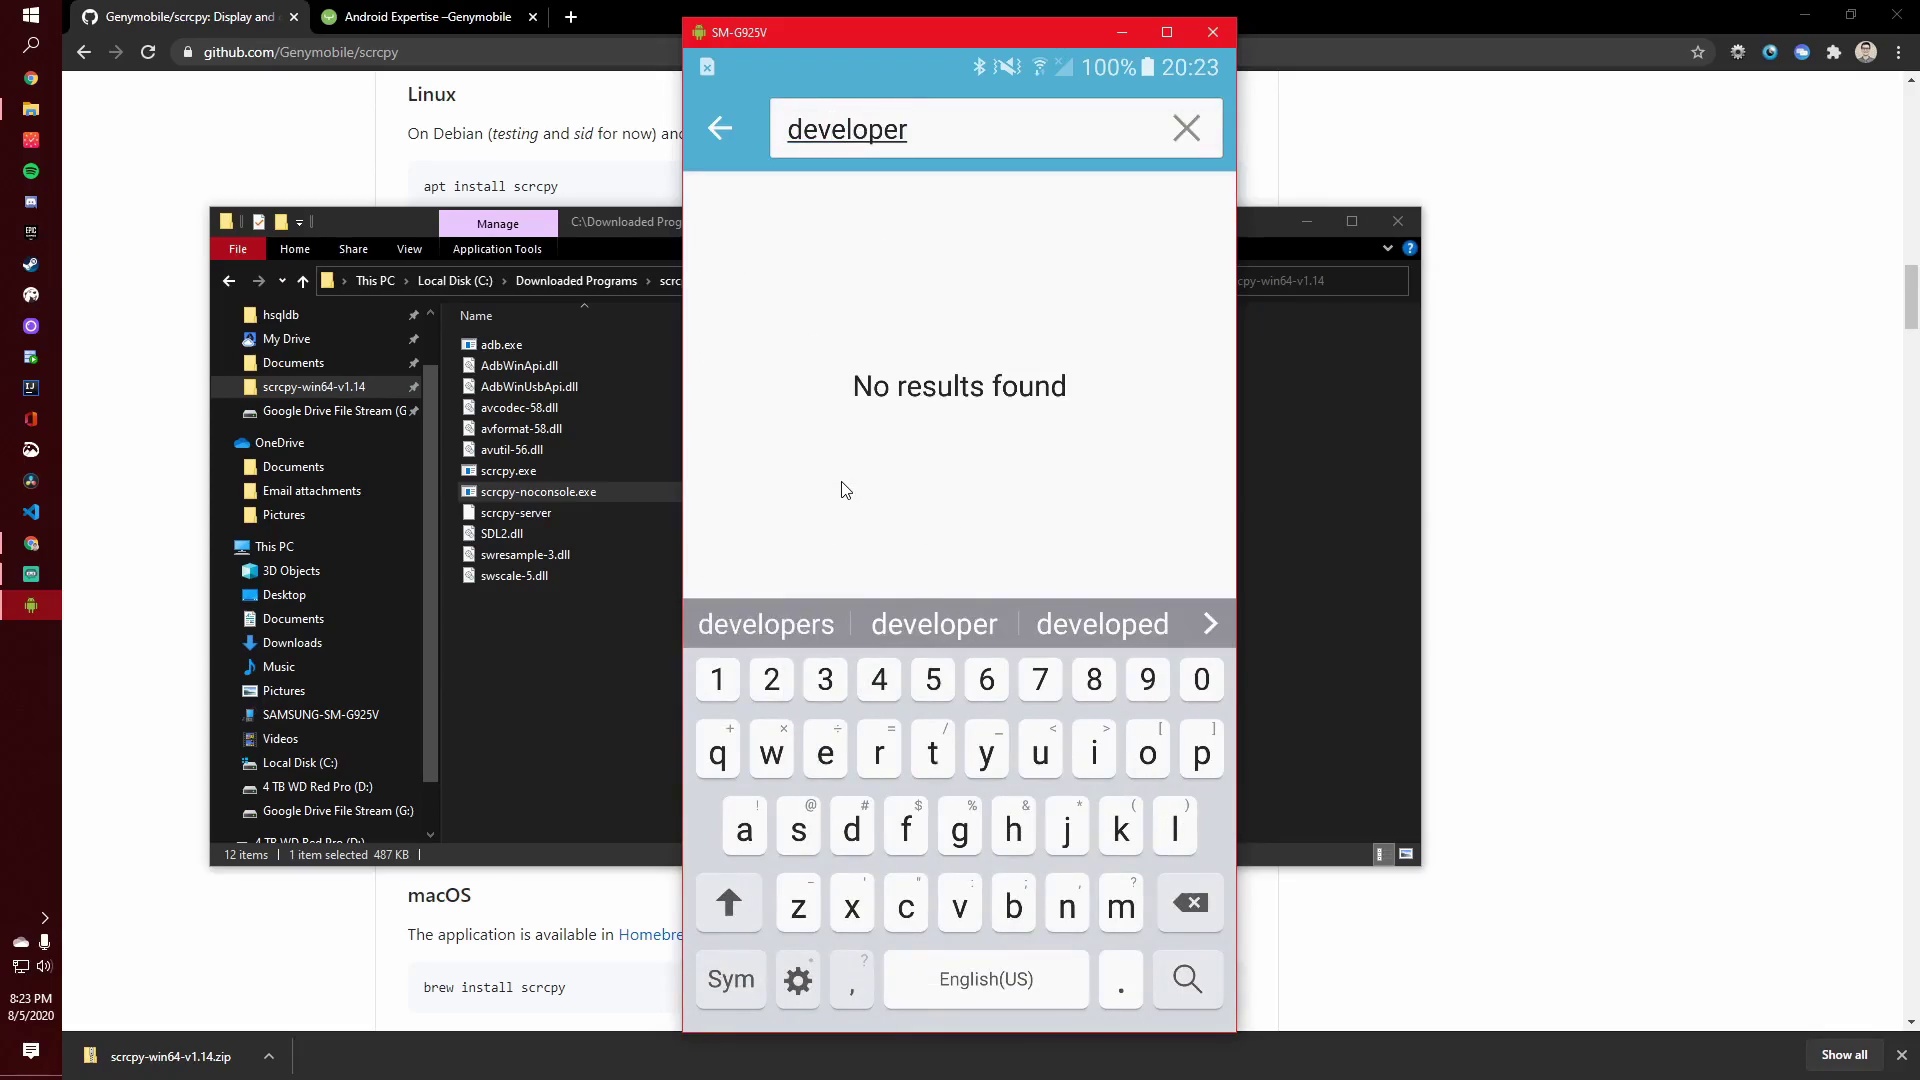 Genymobile/scrcpy: Display and
Android Expertise –Genymobile
github.com/Genymobile/scrcpy
Linux
On Debian (testing and sid for now) and
apt install scrcpy
Manage
C:\Downloaded Prog
File
Home
Share
View
Application Tools
This PC
Local Disk (C:)
Downloaded Programs
scrc
cpy-win64-v1.14
hsqldb
My Drive
Documents
scrcpy-win64-v1.14
Google Drive File Stream (G
OneDrive
Documents
Email attachments
Pictures
This PC
3D Objects
Desktop
Documents
Downloads
Music
Pictures
SAMSUNG-SM-G925V
Videos
Local Disk (C:)
4 TB WD Red Pro (D:)
Google Drive File Stream (G:)
4 TB WD Red Pro (D:)
Name
adb.exe
AdbWinApi.dll
AdbWinUsbApi.dll
avcodec-58.dll
avformat-58.dll
avutil-56.dll
scrcpy.exe
scrcpy-noconsole.exe
scrcpy-server
SDL2.dll
swresample-3.dll
swscale-5.dll
12 items
1 item selected 487 KB
SM-G925V
100% 20:23
developer
No results found
developers developer developed
1 2 3 4 5 6 7 8 9 0
+ × ÷ = / _ < > [ ]
q w e r t y u i o p
! @ # $ % & * ( )
a s d f g h j k l
- ' " : ; , ?
z x c v b n m
?
Sym , English(US) .
macOS
The application is available in Homebre
brew install scrcpy
EPIC
IJ
8:23 PM
8/5/2020
scrcpy-win64-v1.14.zip
Show all